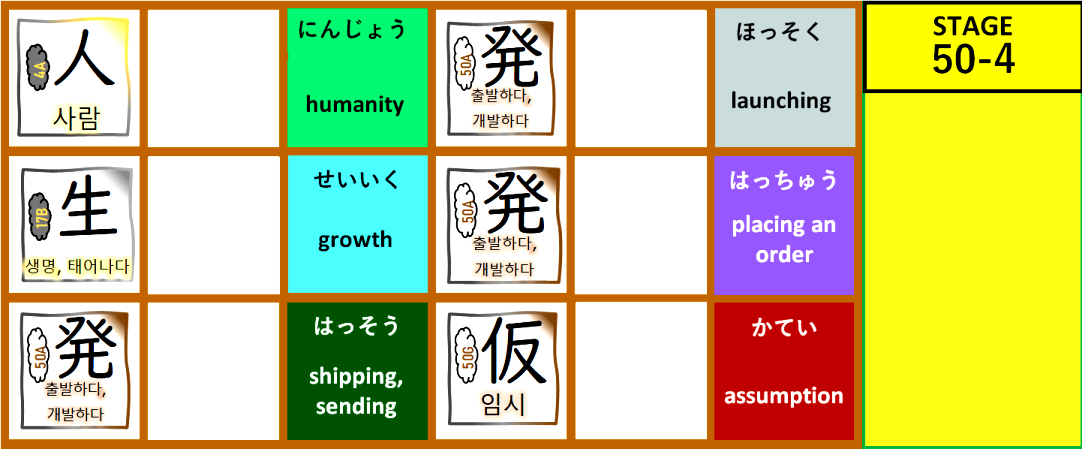 4A
人
사람
にんじょう
humanity
50A
発
출발하다,
개발하다
ほっそく
launching
STAGE
50-4
17B
生
생명, 태어나다
せいいく
growth
50A
発
출발하다,
개발하다
はっちゅう
placing an
order
50A
発
출발하다,
개발하다
はっそう
shipping,
sending
50G
仮
임시
かてい
assumption